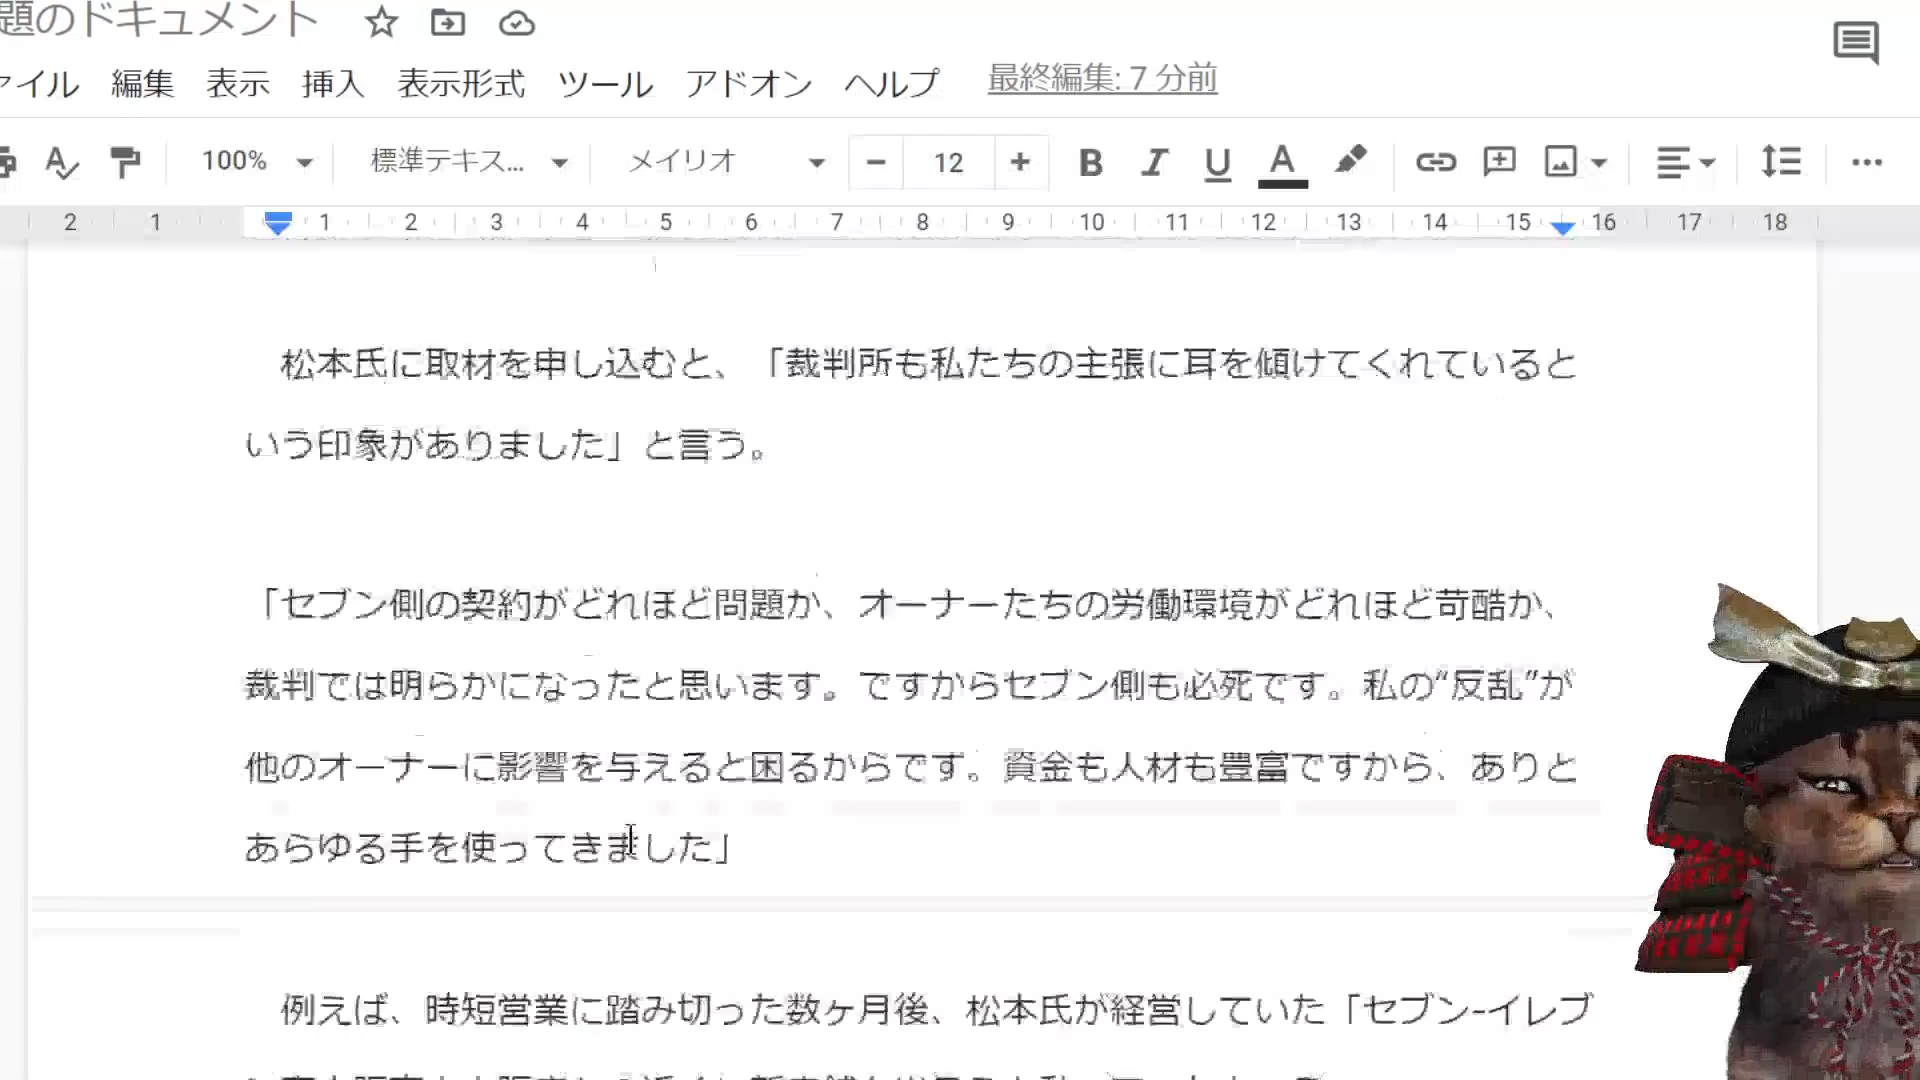 題のドキュメント
ァイル 編集 表示 挿入 表示形式 ツール アドオン ヘルプ 最終編集: 7 分前
100% 標準テキス... メイリオ − 12 + B I U A
2 1 1 2 3 4 5 6 7 8 9 10 11 12 13 14 15 16 17 18
松本氏に取材を申し込むと、「裁判所も私たちの主張に耳を傾けてくれていると
いう印象がありました」と言う。
「セブン側の契約がどれほど問題か、オーナーたちの労働環境がどれほど苛酷か、
裁判では明らかになったと思います。ですからセブン側も必死です。私の“反乱”が
他のオーナーに影響を与えると困るからです。資金も人材も豊富ですから、ありと
あらゆる手を使ってきました」
例えば、時短営業に踏み切った数ヶ月後、松本氏が経営していた「セブン-イレブ